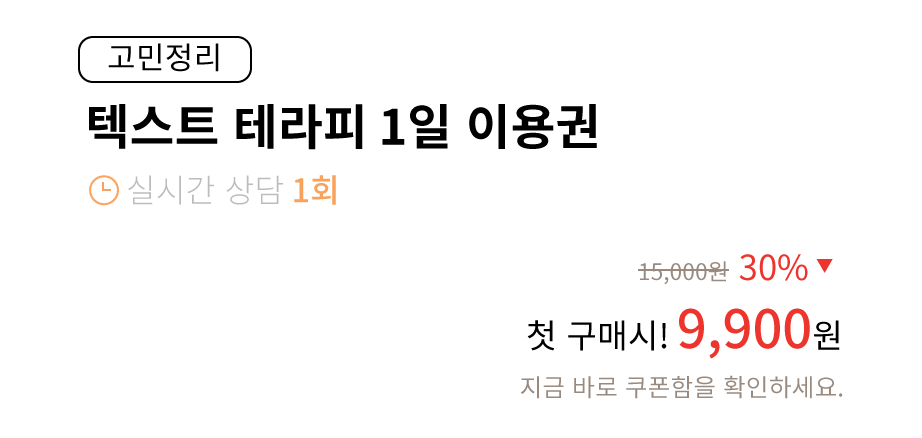 고민정리
텍스트 테라피 1일 이용권
실시간 상담 1회
15,000원 30%▼
첫 구매시! 9,900원
지금 바로 쿠폰함을 확인하세요.